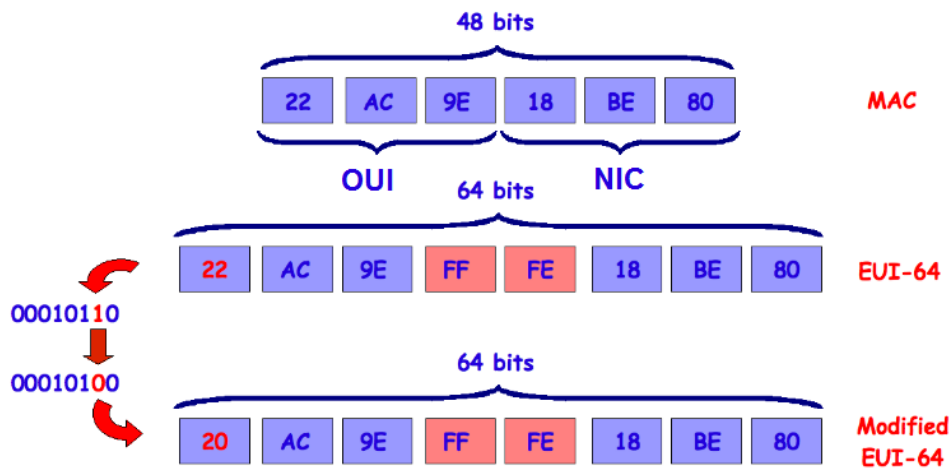 48 bits
22 AC 9E 18 BE 80 MAC
OUI NIC
64 bits
22 AC 9E FF FE 18 BE 80 EUI-64
00010110
00010100
64 bits
20 AC 9E FF FE 18 BE 80 Modified
EUI-64